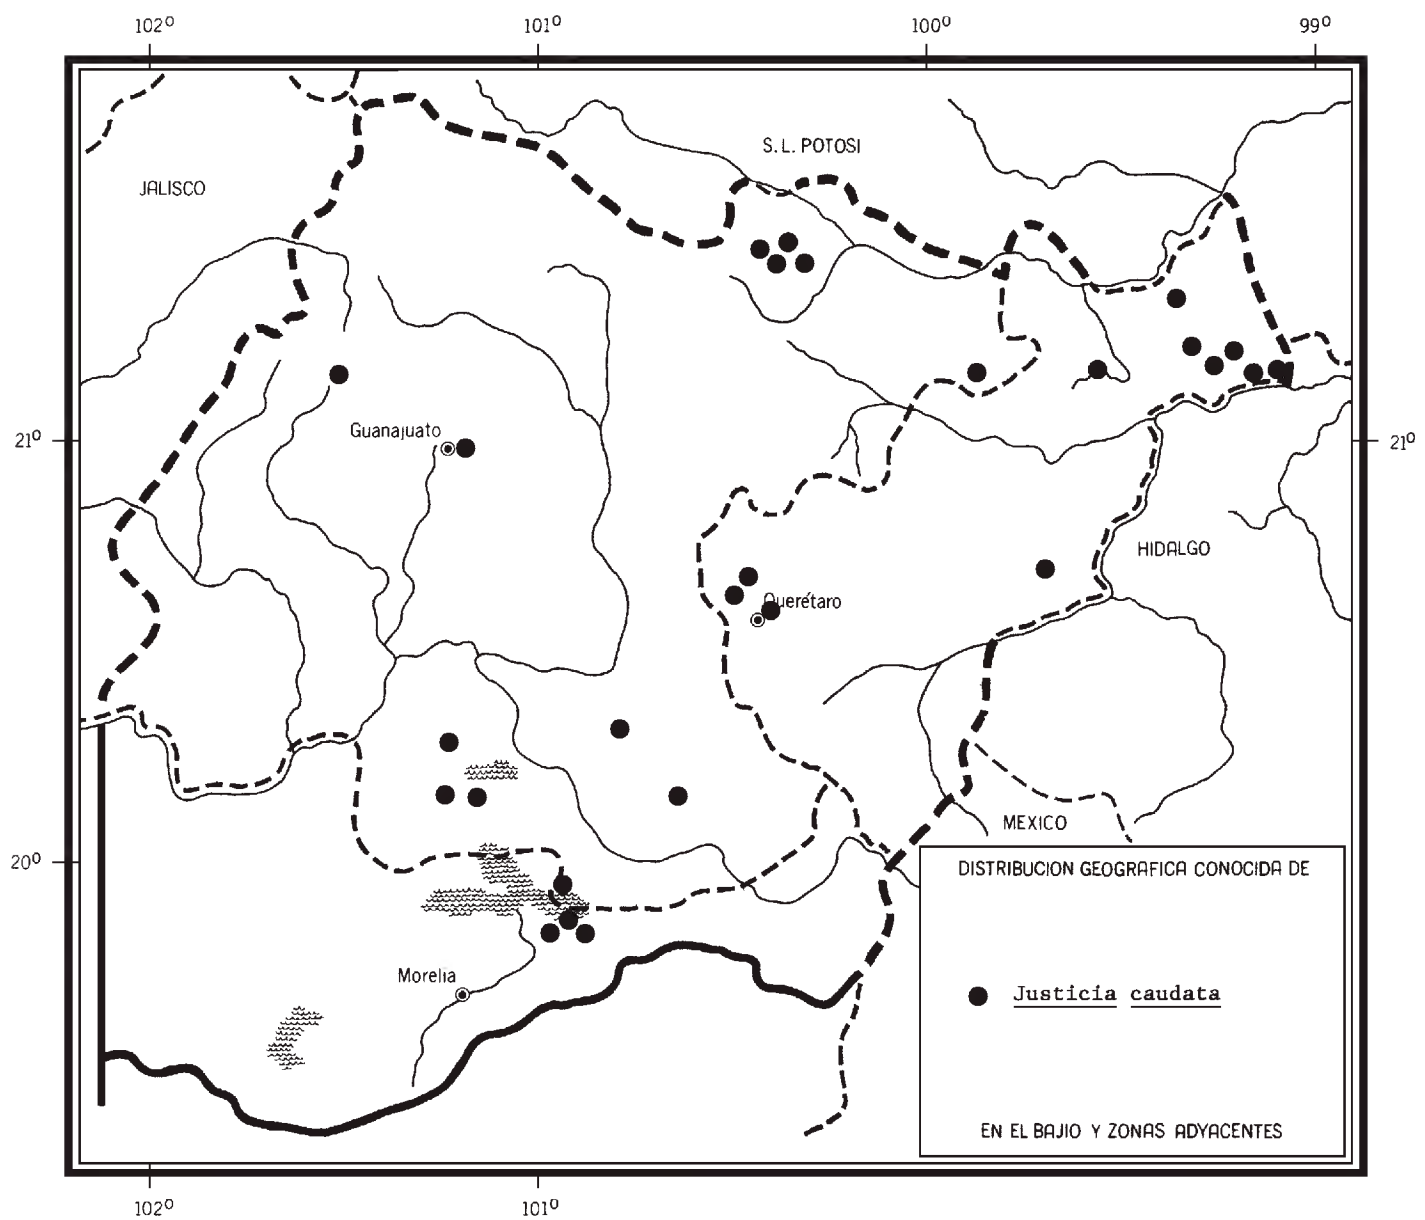 102º 101º 100º 99º
S.L. POTOSI
JALISCO
Guanajuato
21º 21º
HIDALGO
Querétaro
MEXICO
20º
DISTRIBUCION GEOGRAFICA CONOCIDA DE
Morelia
Justicia caudata
EN EL BAJIO Y ZONAS ADYACENTES
102º 101º